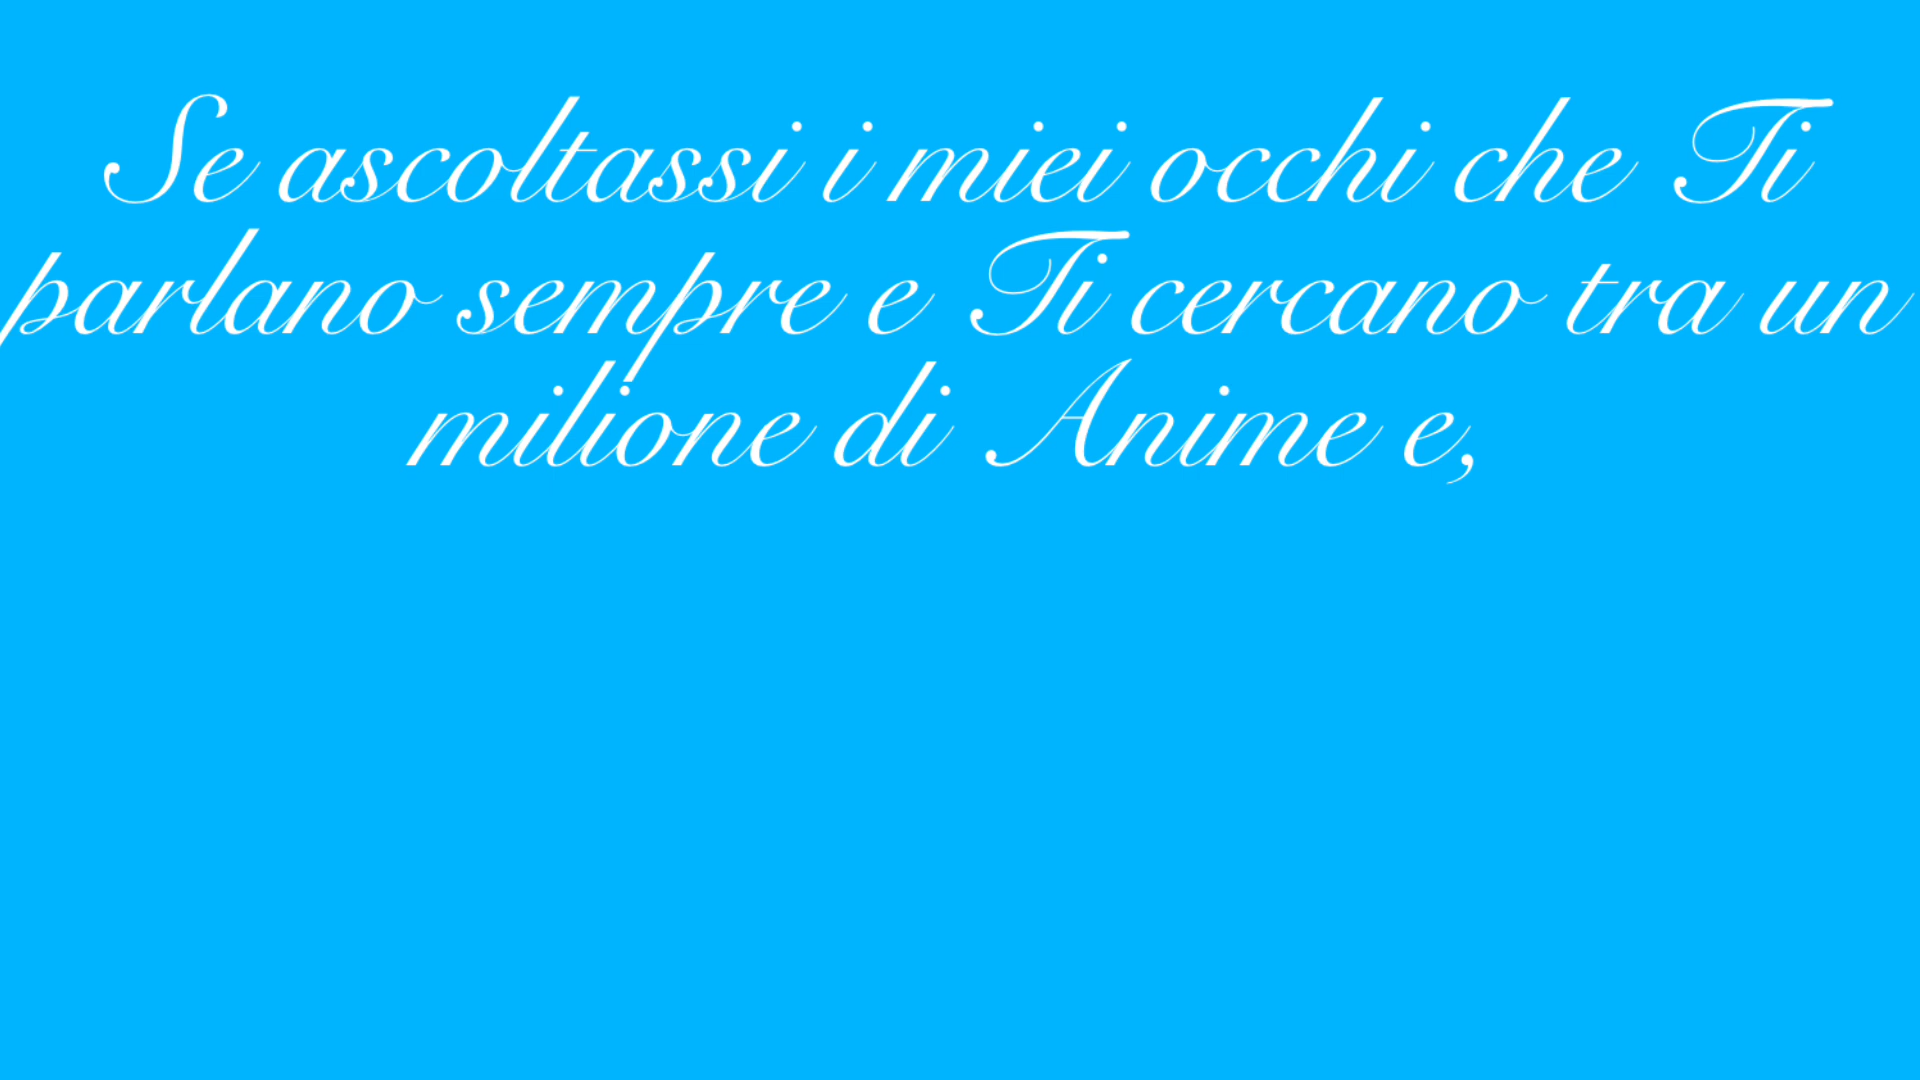 Se ascoltassi i miei occhi che Ti
parlano sempre e Ti cercano tra un
milione di Anime e,